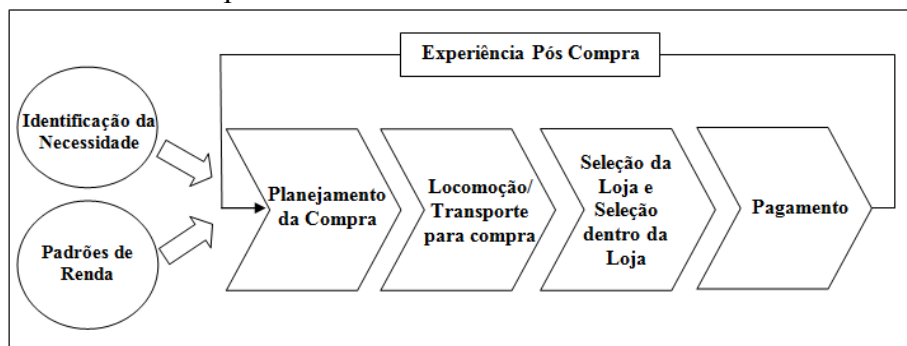 Experiência Pós Compra
Identificação da
Necessidade
Padrões de
Renda
Planejamento
da Compra
Locomoção/
Transporte
para compra
Seleção da
Loja e
Seleção
dentro da
Loja
Pagamento